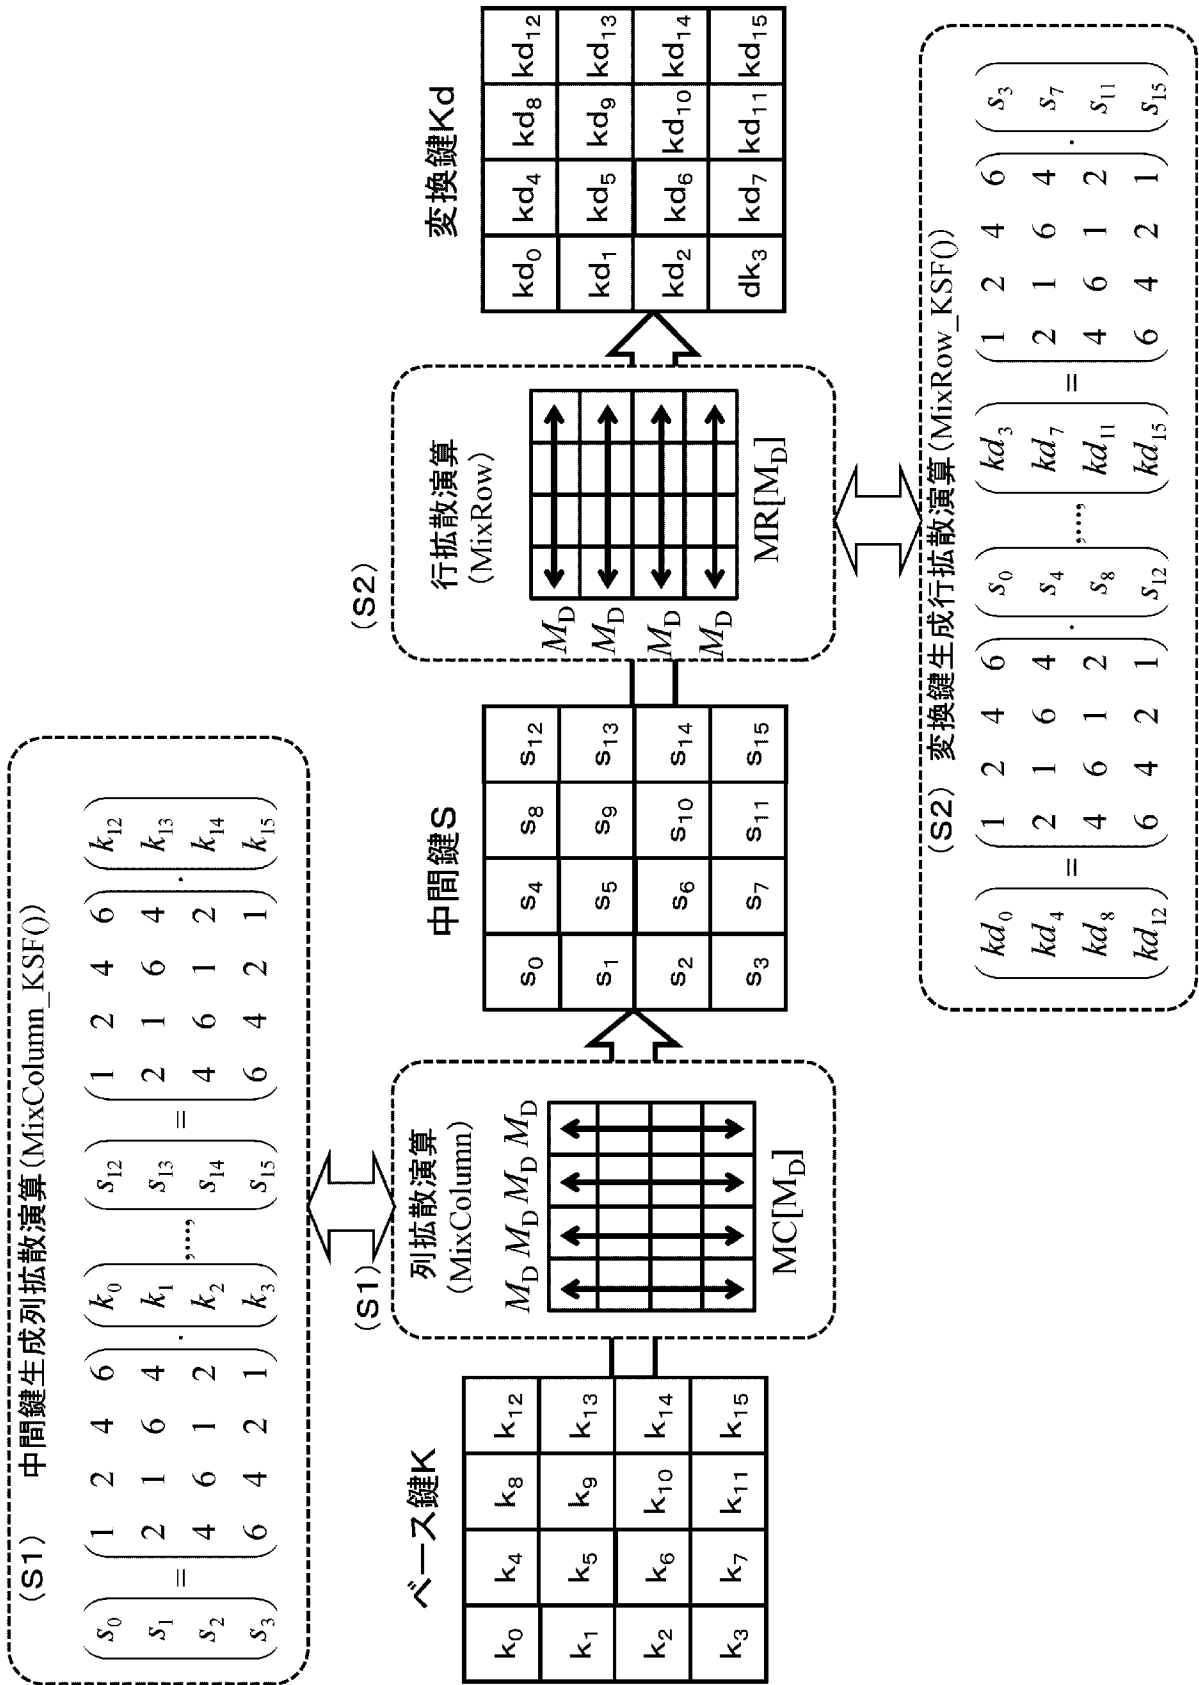 (S1) 中間鍵生成列拡散演算(MixColumn_KSF())
s0 1 2 4 6 k0 s12 1 2 4 6 k12
s1 2 1 6 4 k1 s13 2 1 6 4 k13
= · ,....., = ·
s2 4 6 1 2 k2 s14 4 6 1 2 k14
s3 6 4 2 1 k3 s15 6 4 2 1 k15
ベース鍵K
k0 k4 k8 k12
k1 k5 k9 k13
k2 k6 k10 k14
k3 k7 k11 k15
(S1)
列拡散演算
(MixColumn)
MD MD MD MD
MC[MD]
中間鍵S
s0 s4 s8 s12
s1 s5 s9 s13
s2 s6 s10 s14
s3 s7 s11 s15
(S2)
行拡散演算
(MixRow)
MD
MD
MD
MD
MR[MD]
変換鍵Kd
kd0 kd4 kd8 kd12
kd1 kd5 kd9 kd13
kd2 kd6 kd10 kd14
dk3 kd7 kd11 kd15
(S2) 変換鍵生成行拡散演算(MixRow_KSF())
kd0 1 2 4 6 s0 kd3 1 2 4 6 s3
kd4 2 1 6 4 s4 kd7 2 1 6 4 s7
= · ,....., = ·
kd8 4 6 1 2 s8 kd11 4 6 1 2 s11
kd12 6 4 2 1 s12 kd15 6 4 2 1 s15